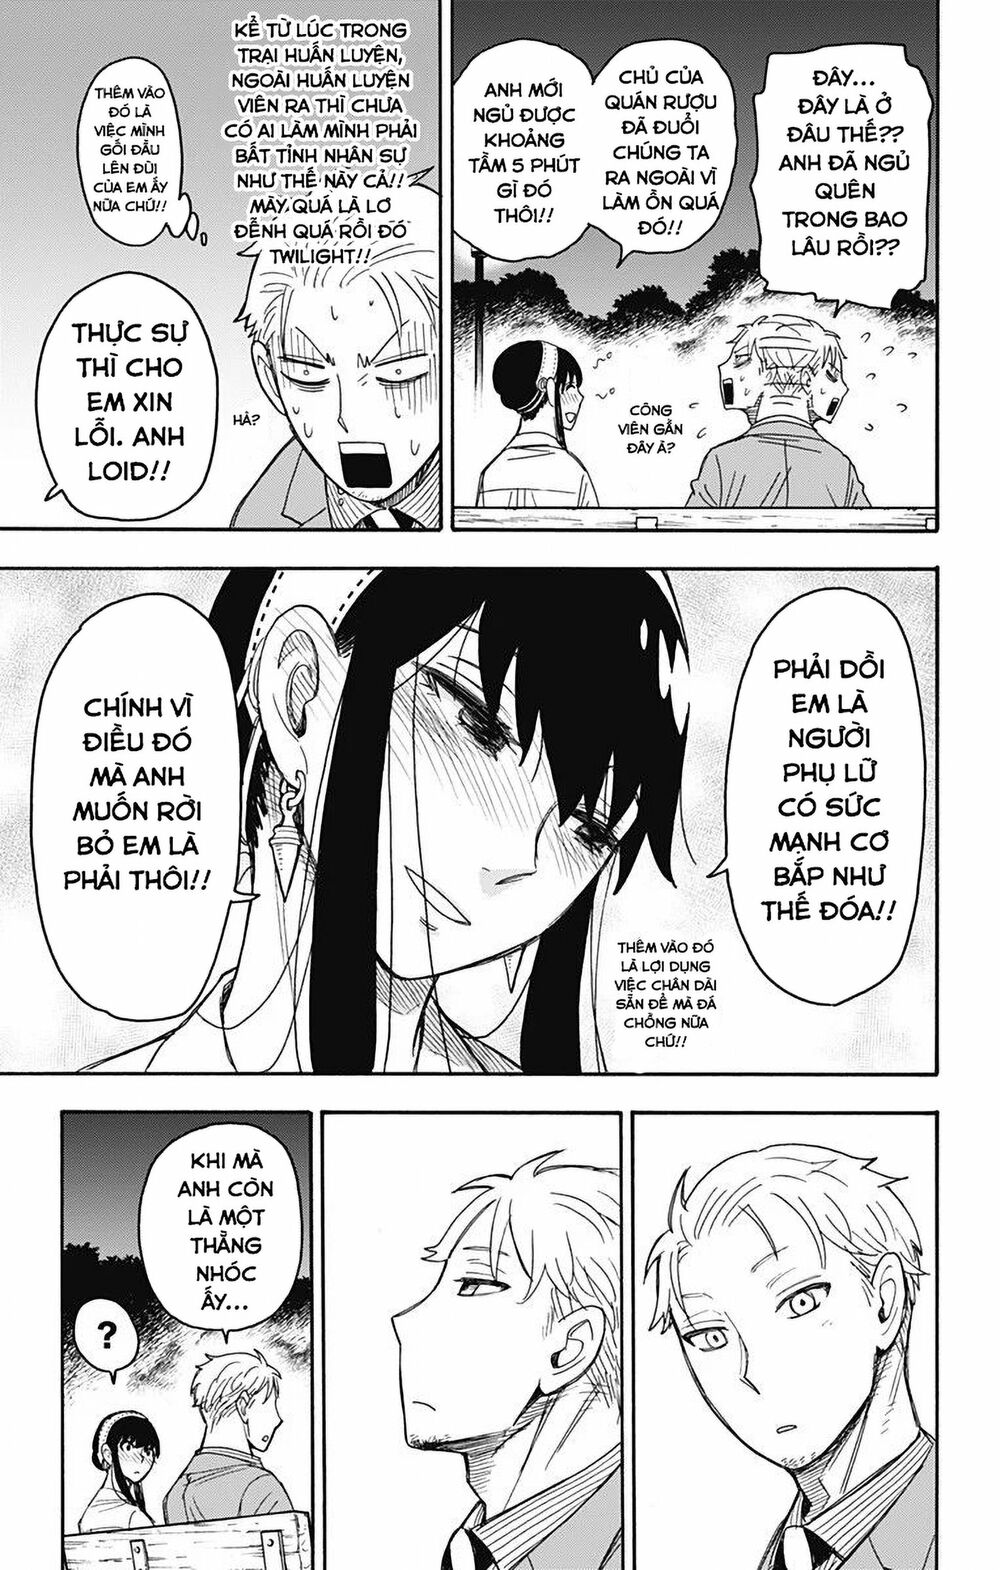 ĐÂY...
ĐÂY LÀ Ở
ĐÂU THẾ??
ANH ĐÃ NGỦ
QUÊN
TRONG BAO
LÂU RỒI??
CHỦ CỦA
QUÁN RƯỢU
ĐÃ ĐUỔI
CHÚNG TA
RA NGOÀI VÌ
LÀM ỒN QUÁ
ĐÓ!!
ANH MỚI
NGỦ ĐƯỢC
KHOẢNG
TẦM 5 PHÚT
GÌ ĐÓ
THÔI!!
CÔNG
VIÊN GẦN
ĐÂY À?
KỂ TỪ LÚC TRONG
TRẠI HUẤN LUYỆN,
NGOÀI HUẤN LUYỆN
VIÊN RA THÌ CHƯA
CÓ AI LÀM MÌNH PHẢI
BẤT TỈNH NHÂN SỰ
NHƯ THẾ NÀY CẢ!!
MÀY QUẢ LÀ LƠ
ĐỄNH QUÁ RỒI ĐÓ
TWILIGHT!!
THÊM VÀO
ĐÓ LÀ
VIỆC MÌNH
GỐI ĐẦU
LÊN ĐÙI
CỦA EM ẤY
NỮA CHỨ!!
HẢ?
THỰC SỰ
THÌ CHO
EM XIN
LỖI. ANH
LOID!!
PHẢI DỒI
EM LÀ
NGƯỜI
PHỤ LỮ
CÓ SỨC
MẠNH CƠ
BẮP NHƯ
THẾ ĐÓA!!
THÊM VÀO ĐÓ
LÀ LỢI DỤNG
VIỆC CHÂN DÀI
SẴN ĐỂ MÀ ĐÁ
CHỒNG NỮA
CHỨ!!
CHÍNH VÌ
ĐIỀU ĐÓ
MÀ ANH
MUỐN RỜI
BỎ EM LÀ
PHẢI THÔI!!
KHI MÀ
ANH CÒN
LÀ MỘT
THẰNG
NHÓC
ẤY...
?